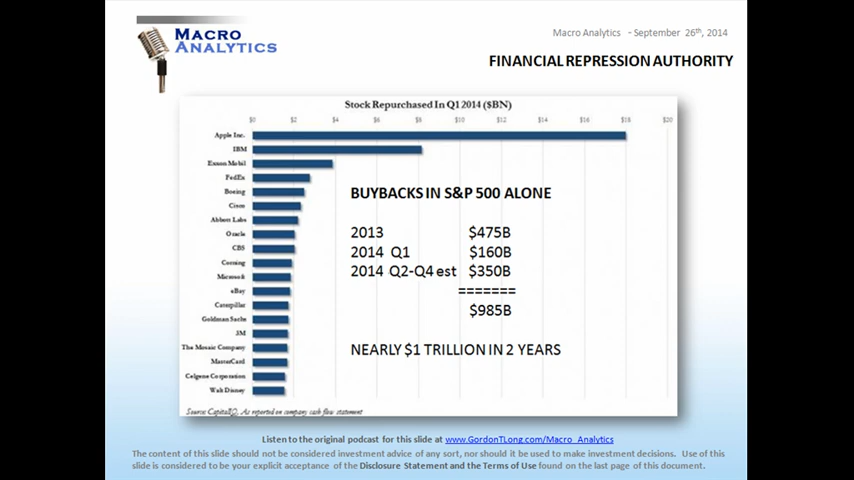 MACRO
ANALYTICS
Macro Analytics - September 26th, 2014
FINANCIAL REPRESSION AUTHORITY
Stock Repurchased In Q1 2014 ($BN)
$0 $2 $4 $6 $8 $10 $12 $14 $16 $18 $20
Apple Inc.
IBM
Exxon Mobil
FedEx
Boeing
Cisco
Abbott Labs
Oracle
CBS
Corning
Microsoft
eBay
Caterpillar
Goldman Sachs
3M
The Mosaic Company
MasterCard
Celgene Corporation
Walt Disney
BUYBACKS IN S&P 500 ALONE
2013 $475B
2014 Q1 $160B
2014 Q2-Q4 est $350B
=======
$985B
NEARLY $1 TRILLION IN 2 YEARS
Source: CapitalIQ, As reported on company cash flow statement
Listen to the original podcast for this slide at www.GordonTLong.com/Macro_Analytics
The content of this slide should not be considered investment advice of any sort, nor should it be used to make investment decisions. Use of this
slide is considered to be your explicit acceptance of the Disclosure Statement and the Terms of Use found on the last page of this document.